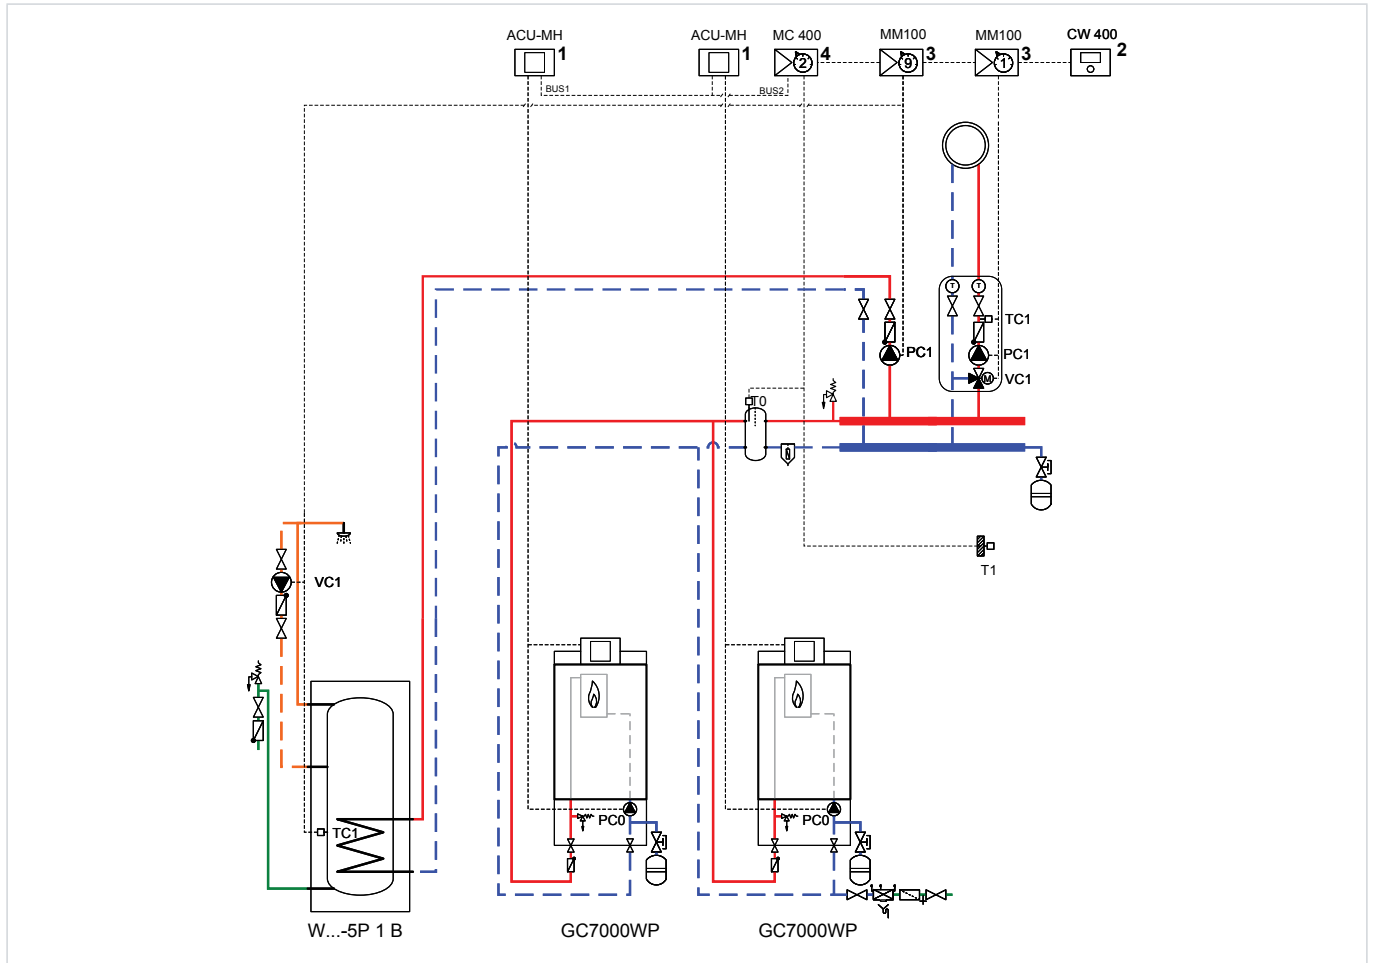 ACU-MH
1
ACU-MH
1
MC 400
2
4
MM100
9
3
MM100
1
3
CW 400
2
BUS1
BUS2
T
T
TC1
PC1
PC1
M
VC1
T0
T1
VC1
TC1
PC0
PC0
W...-5P 1 B
GC7000WP
GC7000WP